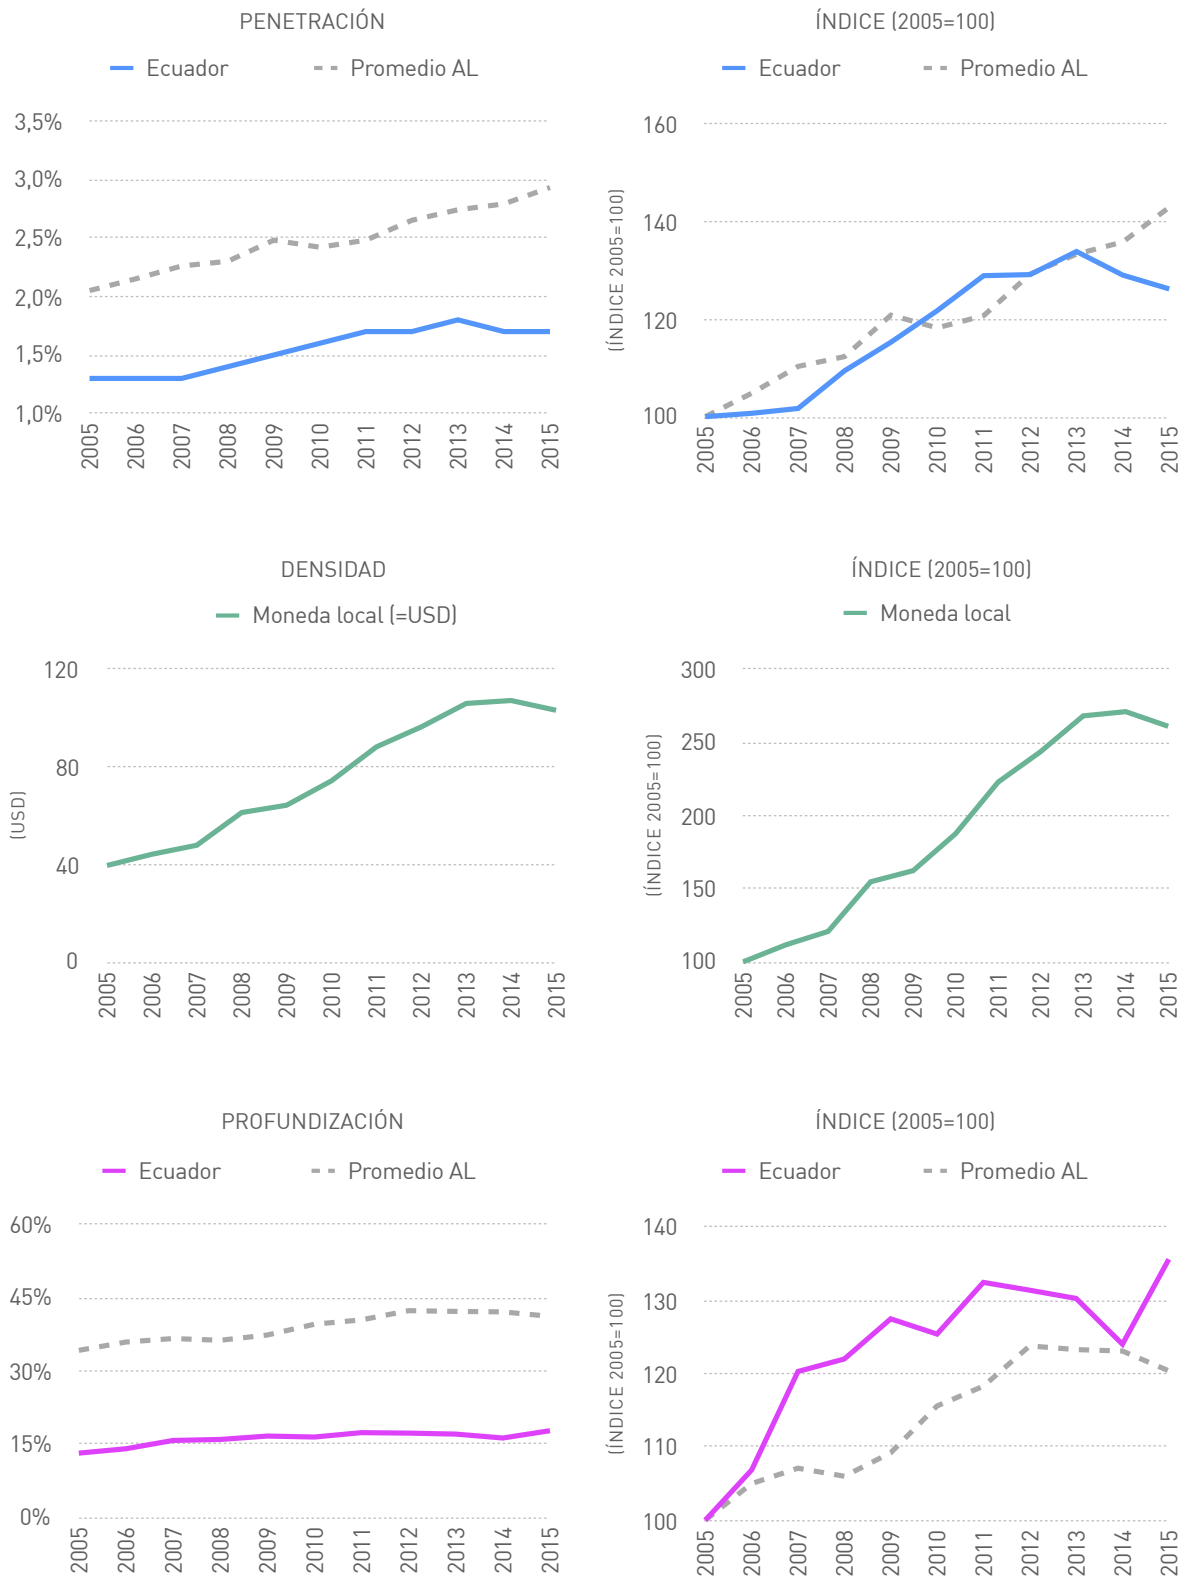 PENETRACIÓN
Ecuador Promedio AL
3,5%
3,0%
2,5%
2,0%
1,5%
1,0%
2005 2006 2007 2008 2009 2010 2011 2012 2013 2014 2015
ÍNDICE (2005=100)
Ecuador Promedio AL
(ÍNDICE 2005=100)
160
140
120
100
2005 2006 2007 2008 2009 2010 2011 2012 2013 2014 2015
DENSIDAD
Moneda local (=USD)
(USD)
120
80
40
0
2005 2006 2007 2008 2009 2010 2011 2012 2013 2014 2015
ÍNDICE (2005=100)
Moneda local
(ÍNDICE 2005=100)
300
250
200
150
100
2005 2006 2007 2008 2009 2010 2011 2012 2013 2014 2015
PROFUNDIZACIÓN
Ecuador Promedio AL
60%
45%
30%
15%
0%
2005 2006 2007 2008 2009 2010 2011 2012 2013 2014 2015
ÍNDICE (2005=100)
Ecuador Promedio AL
(ÍNDICE 2005=100)
140
130
120
110
100
2005 2006 2007 2008 2009 2010 2011 2012 2013 2014 2015